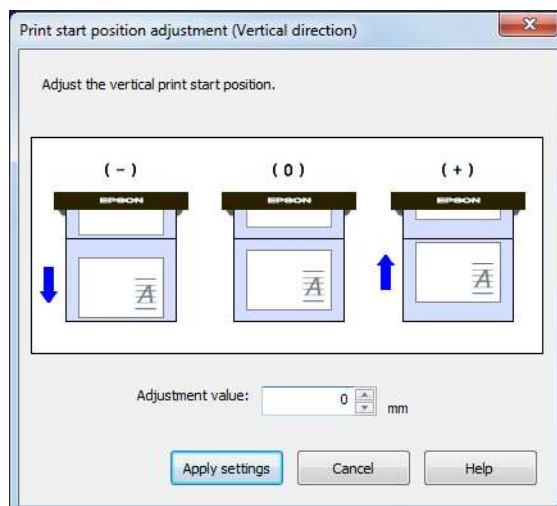 Print start position adjustment (Vertical direction)
Adjust the vertical print start position.
( - ) ( 0 ) ( + )
EPSON EPSON EPSON
A A A
Adjustment value: 0 mm
Apply settings Cancel Help